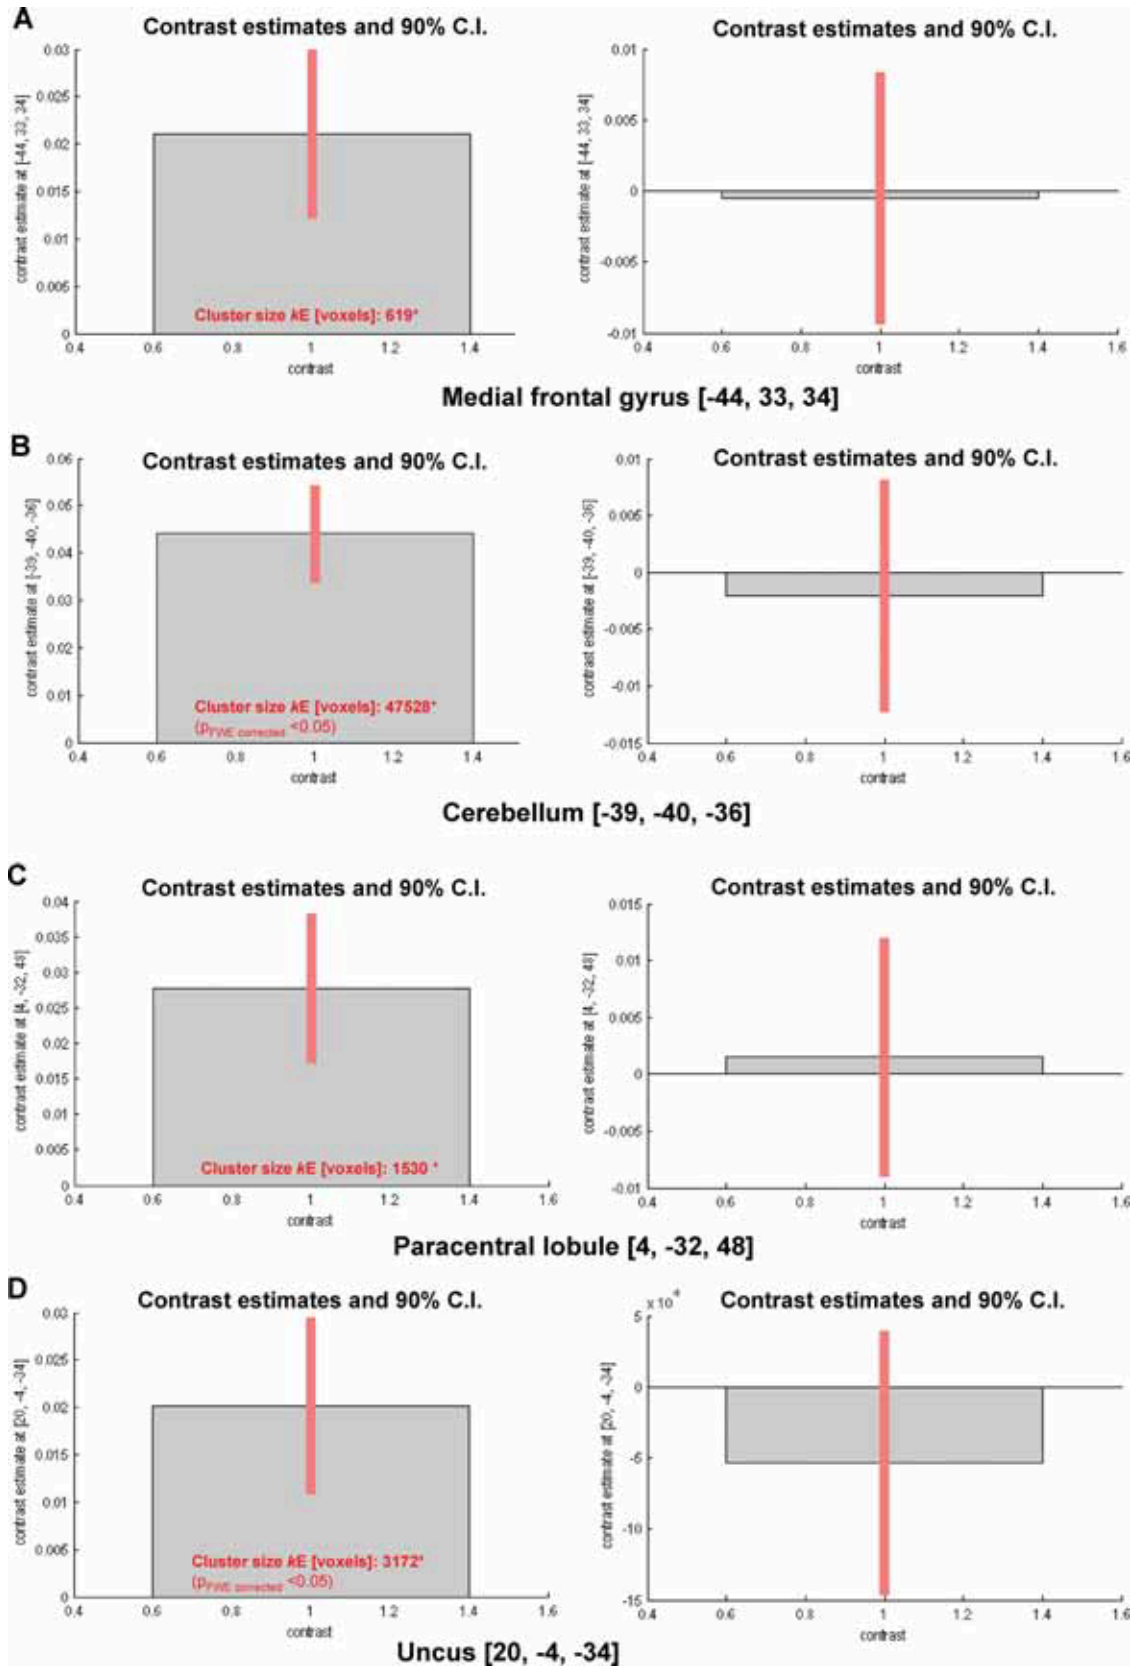 A
Contrast estimates and 90% C.I.
Contrast estimates and 90% C.I.
contrast estimate at [-44, 33, 34]
0.03
0.025
0.02
0.015
0.01
0.005
0
Cluster size kE [voxels]: 619*
0.4 0.6 0.8 1 1.2 1.4
contrast
contrast estimate at [-44, 33, 34]
0.01
0.005
0
-0.005
-0.01
0.4 0.6 0.8 1 1.2 1.4 1.6
contrast
Medial frontal gyrus [-44, 33, 34]
B
Contrast estimates and 90% C.I.
Contrast estimates and 90% C.I.
contrast estimate at [-39, -40, -36]
0.06
0.05
0.04
0.03
0.02
0.01
0
Cluster size kE [voxels]: 47528*
(pFWE corrected <0.05)
0.4 0.6 0.8 1 1.2 1.4
contrast
contrast estimate at [-39, -40, -36]
0.01
0.005
0
-0.005
-0.01
-0.015
0.4 0.6 0.8 1 1.2 1.4 1.6
contrast
Cerebellum [-39, -40, -36]
C
Contrast estimates and 90% C.I.
Contrast estimates and 90% C.I.
contrast estimate at [4, -32, 48]
0.04
0.035
0.03
0.025
0.02
0.015
0.01
0.005
0
Cluster size kE [voxels]: 1530 *
0.4 0.6 0.8 1 1.2 1.4 1.6
contrast
contrast estimate at [4, -32, 48]
0.015
0.01
0.005
0
-0.005
-0.01
0.4 0.6 0.8 1 1.2 1.4 1.6
contrast
Paracentral lobule [4, -32, 48]
D
Contrast estimates and 90% C.I.
Contrast estimates and 90% C.I.
contrast estimate at [20, -4, -34]
0.03
0.025
0.02
0.015
0.01
0.005
0
Cluster size kE [voxels]: 3172*
(pFWE corrected <0.05)
0.4 0.6 0.8 1 1.2 1.4 1.6
contrast
contrast estimate at [20, -4, -34]
5
0
-5
-10
-15
0.4 0.6 0.8 1 1.2 1.4 1.6
contrast
Uncus [20, -4, -34]